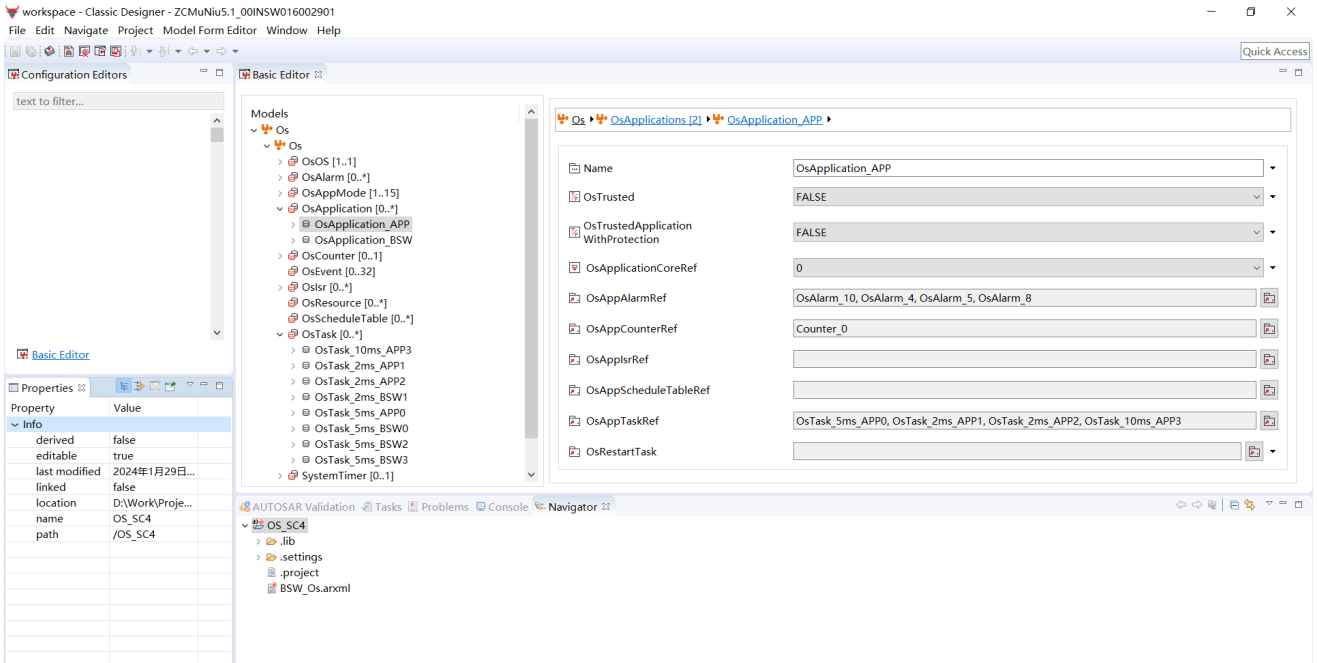 workspace - Classic Designer - ZCMuNiu5.1_00INSW016002901
File Edit Navigate Project Model Form Editor Window Help
Quick Access
Configuration Editors
text to filter...
Basic Editor
Basic Editor
Models
Os
Os
OsOS [1..1]
OsAlarm [0..*]
OsAppMode [1..15]
OsApplication [0..*]
OsApplication_APP
OsApplication_BSW
OsCounter [0..1]
OsEvent [0..32]
OsIsr [0..*]
OsResource [0..*]
OsScheduleTable [0..*]
OsTask [0..*]
OsTask_10ms_APP3
OsTask_2ms_APP1
OsTask_2ms_APP2
OsTask_2ms_BSW1
OsTask_5ms_APP0
OsTask_5ms_BSW0
OsTask_5ms_BSW2
OsTask_5ms_BSW3
SystemTimer [0..1]
Os OsApplications [2] OsApplication_APP
Name OsApplication_APP
OsTrusted FALSE
OsTrustedApplication
WithProtection FALSE
OsApplicationCoreRef 0
OsAppAlarmRef OsAlarm_10, OsAlarm_4, OsAlarm_5, OsAlarm_8
OsAppCounterRef Counter_0
OsAppIsrRef
OsAppScheduleTableRef
OsAppTaskRef OsTask_5ms_APP0, OsTask_2ms_APP1, OsTask_2ms_APP2, OsTask_10ms_APP3
OsRestartTask
Properties
Property Value
Info
derived false
editable true
last modified 2024年1月29日...
linked false
location D:\Work\Proje...
name OS_SC4
path /OS_SC4
AUTOSAR Validation Tasks Problems Console Navigator
OS_SC4
.lib
.settings
.project
BSW_Os.arxml